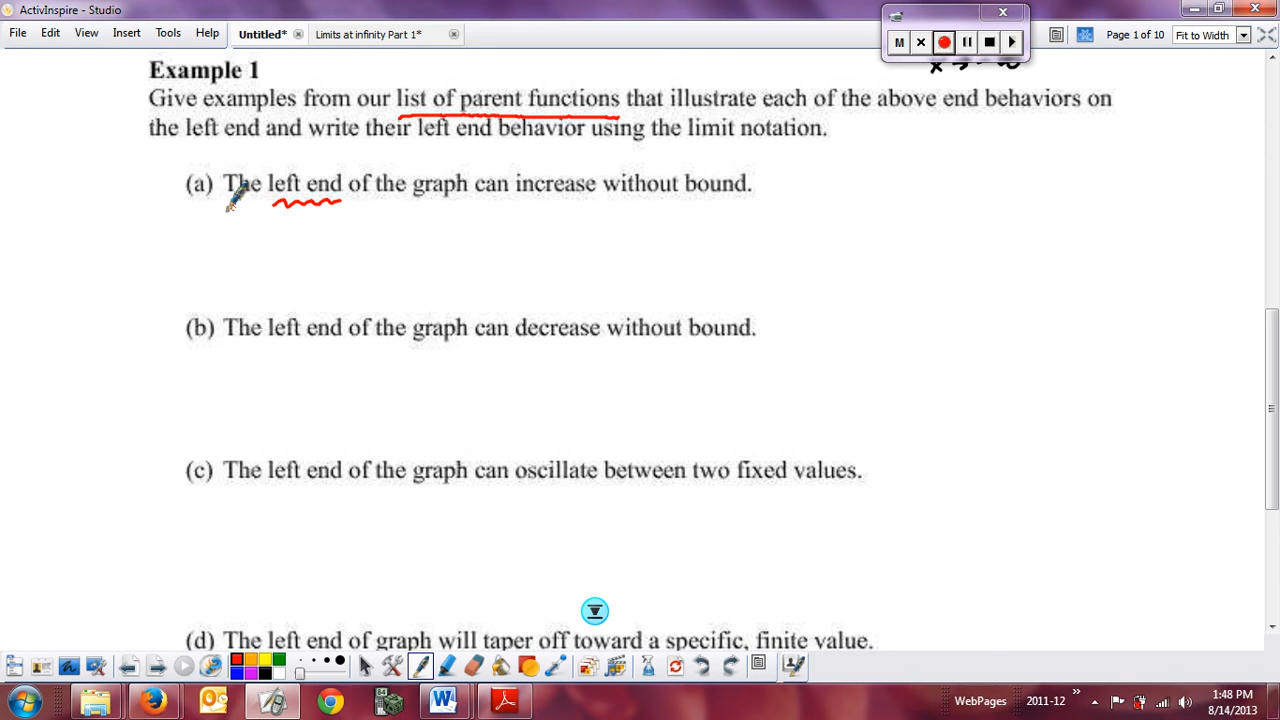 ActivInspire - Studio
File Edit View Insert Tools Help
Untitled*
Limits at infinity Part 1*
M
Page 1 of 10
Fit to Width
Example 1
Give examples from our list of parent functions that illustrate each of the above end behaviors on
the left end and write their left end behavior using the limit notation.
(a) The left end of the graph can increase without bound.
(b) The left end of the graph can decrease without bound.
(c) The left end of the graph can oscillate between two fixed values.
(d) The left end of graph will taper off toward a specific, finite value.
WebPages
2011-12
1:48 PM
8/14/2013